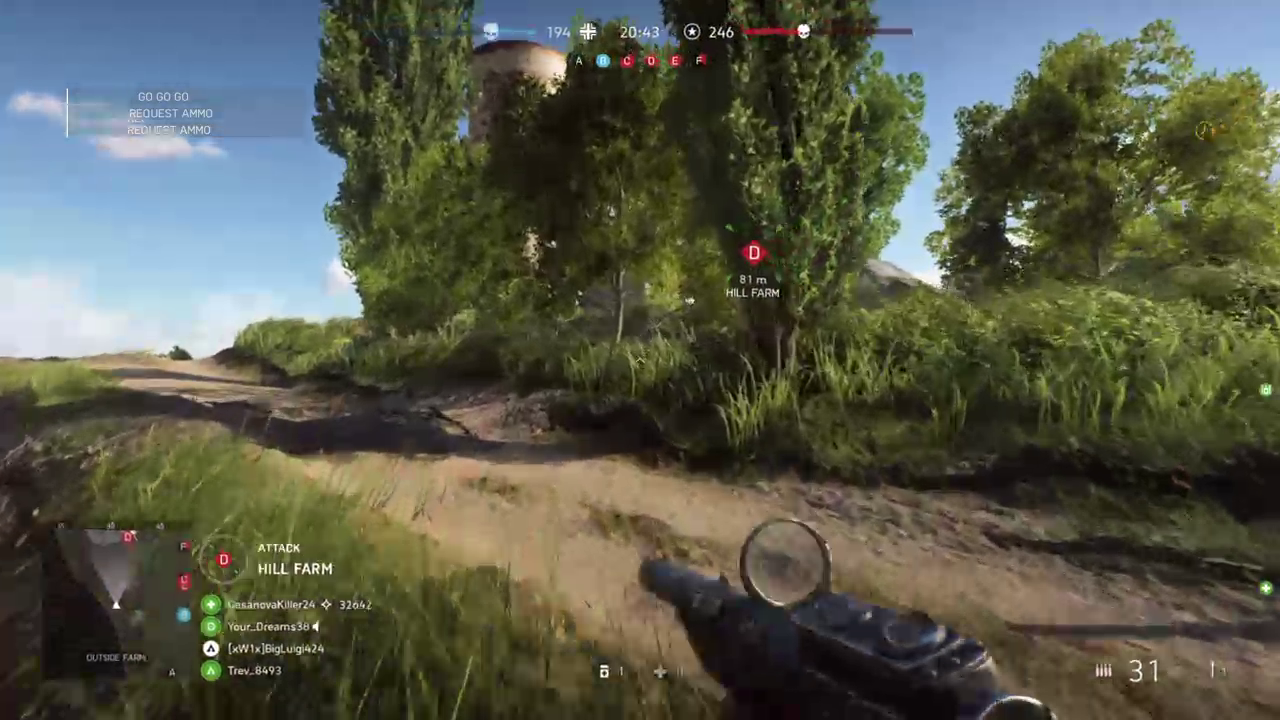 194 20:43 246
A B C D E F
GO GO GO
REQUEST AMMO
REQUEST AMMO
D
81 m
HILL FARM
D
F
C
D
ATTACK
HILL FARM
CasanovaKiller24 32642
D Your_Dreams38
[xW1x]BigLuigi424
Trev_8493
OUTSIDE FARM
A
1
31